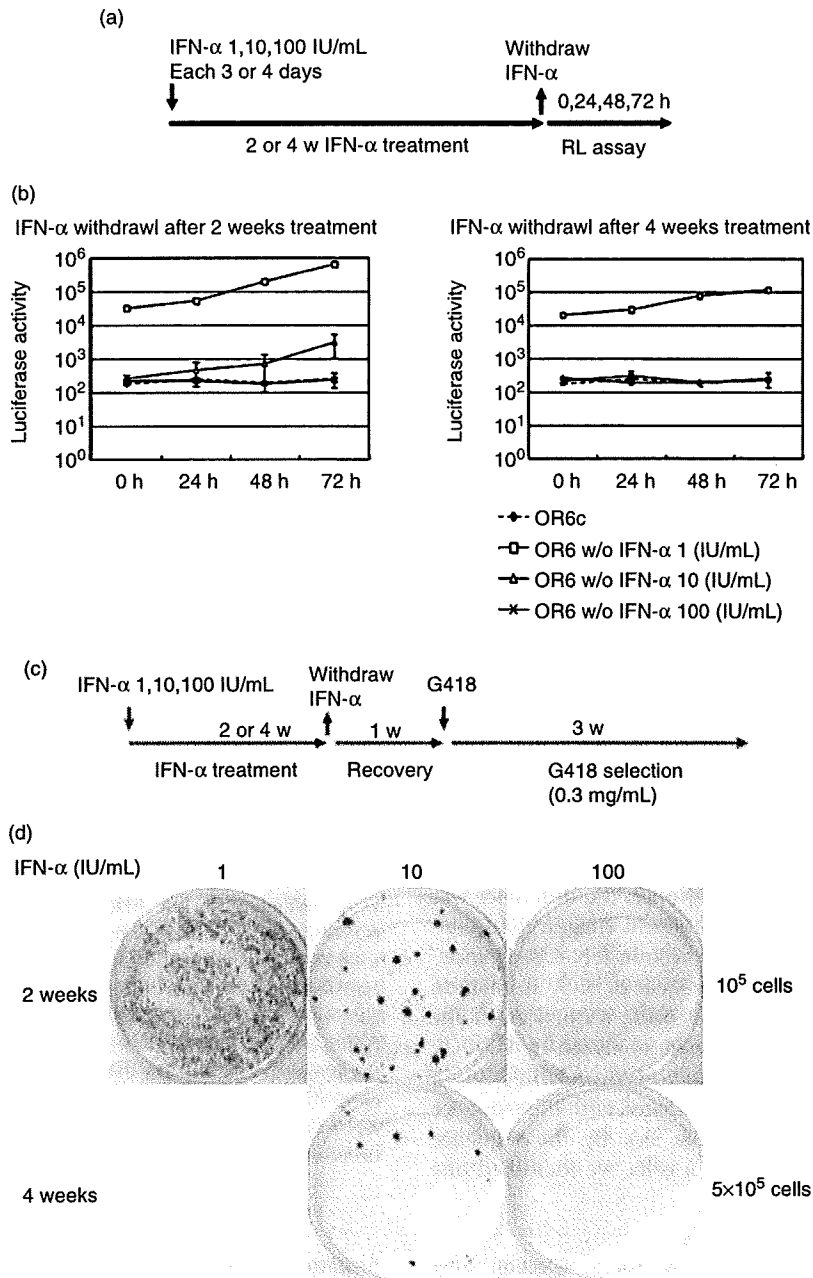 (a)
IFN-α 1,10,100 IU/mL
Each 3 or 4 days
Withdraw
IFN-α
0,24,48,72 h
2 or 4 w IFN-α treatment
RL assay
(b)
IFN-α withdrawl after 2 weeks treatment
Luciferase activity
10^6
10^5
10^4
10^3
10^2
10^1
10^0
0 h 24 h 48 h 72 h
IFN-α withdrawl after 4 weeks treatment
Luciferase activity
10^6
10^5
10^4
10^3
10^2
10^1
10^0
0 h 24 h 48 h 72 h
OR6c
OR6 w/o IFN-α 1 (IU/mL)
OR6 w/o IFN-α 10 (IU/mL)
OR6 w/o IFN-α 100 (IU/mL)
(c)
IFN-α 1,10,100 IU/mL
Withdraw
IFN-α
G418
2 or 4 w
1 w
3 w
IFN-α treatment
Recovery
G418 selection
(0.3 mg/mL)
(d)
IFN-α (IU/mL) 1 10 100
2 weeks
10^5 cells
4 weeks
5×10^5 cells